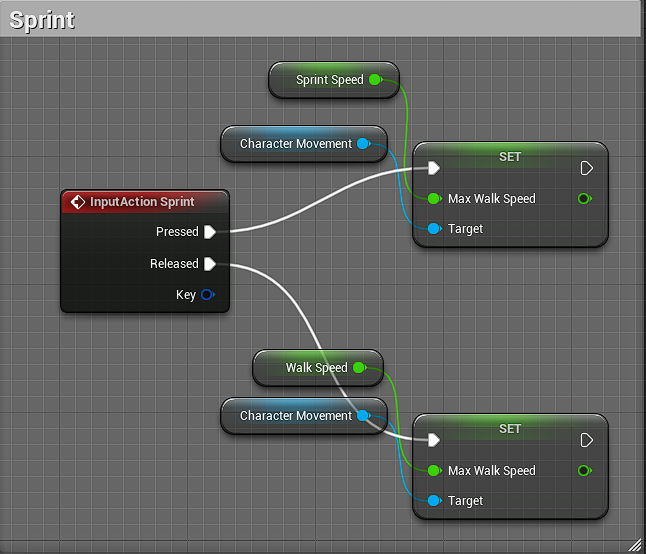 Sprint
Sprint Speed
Character Movement
SET
Max Walk Speed
Target
InputAction Sprint
Pressed
Released
Key
Walk Speed
Character Movement
SET
Max Walk Speed
Target